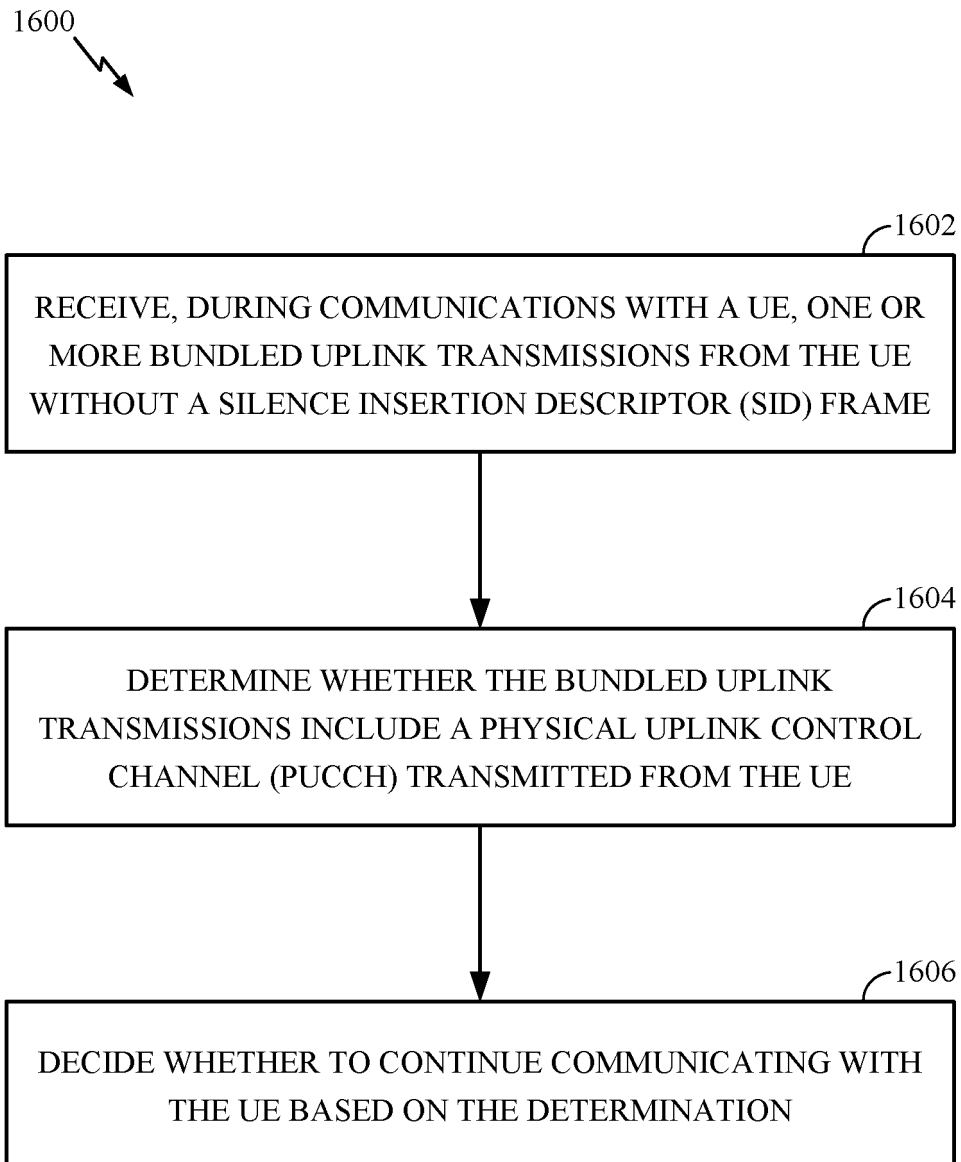 1600
1602
RECEIVE, DURING COMMUNICATIONS WITH A UE, ONE OR
MORE BUNDLED UPLINK TRANSMISSIONS FROM THE UE
WITHOUT A SILENCE INSERTION DESCRIPTOR (SID) FRAME
1604
DETERMINE WHETHER THE BUNDLED UPLINK
TRANSMISSIONS INCLUDE A PHYSICAL UPLINK CONTROL
CHANNEL (PUCCH) TRANSMITTED FROM THE UE
1606
DECIDE WHETHER TO CONTINUE COMMUNICATING WITH
THE UE BASED ON THE DETERMINATION